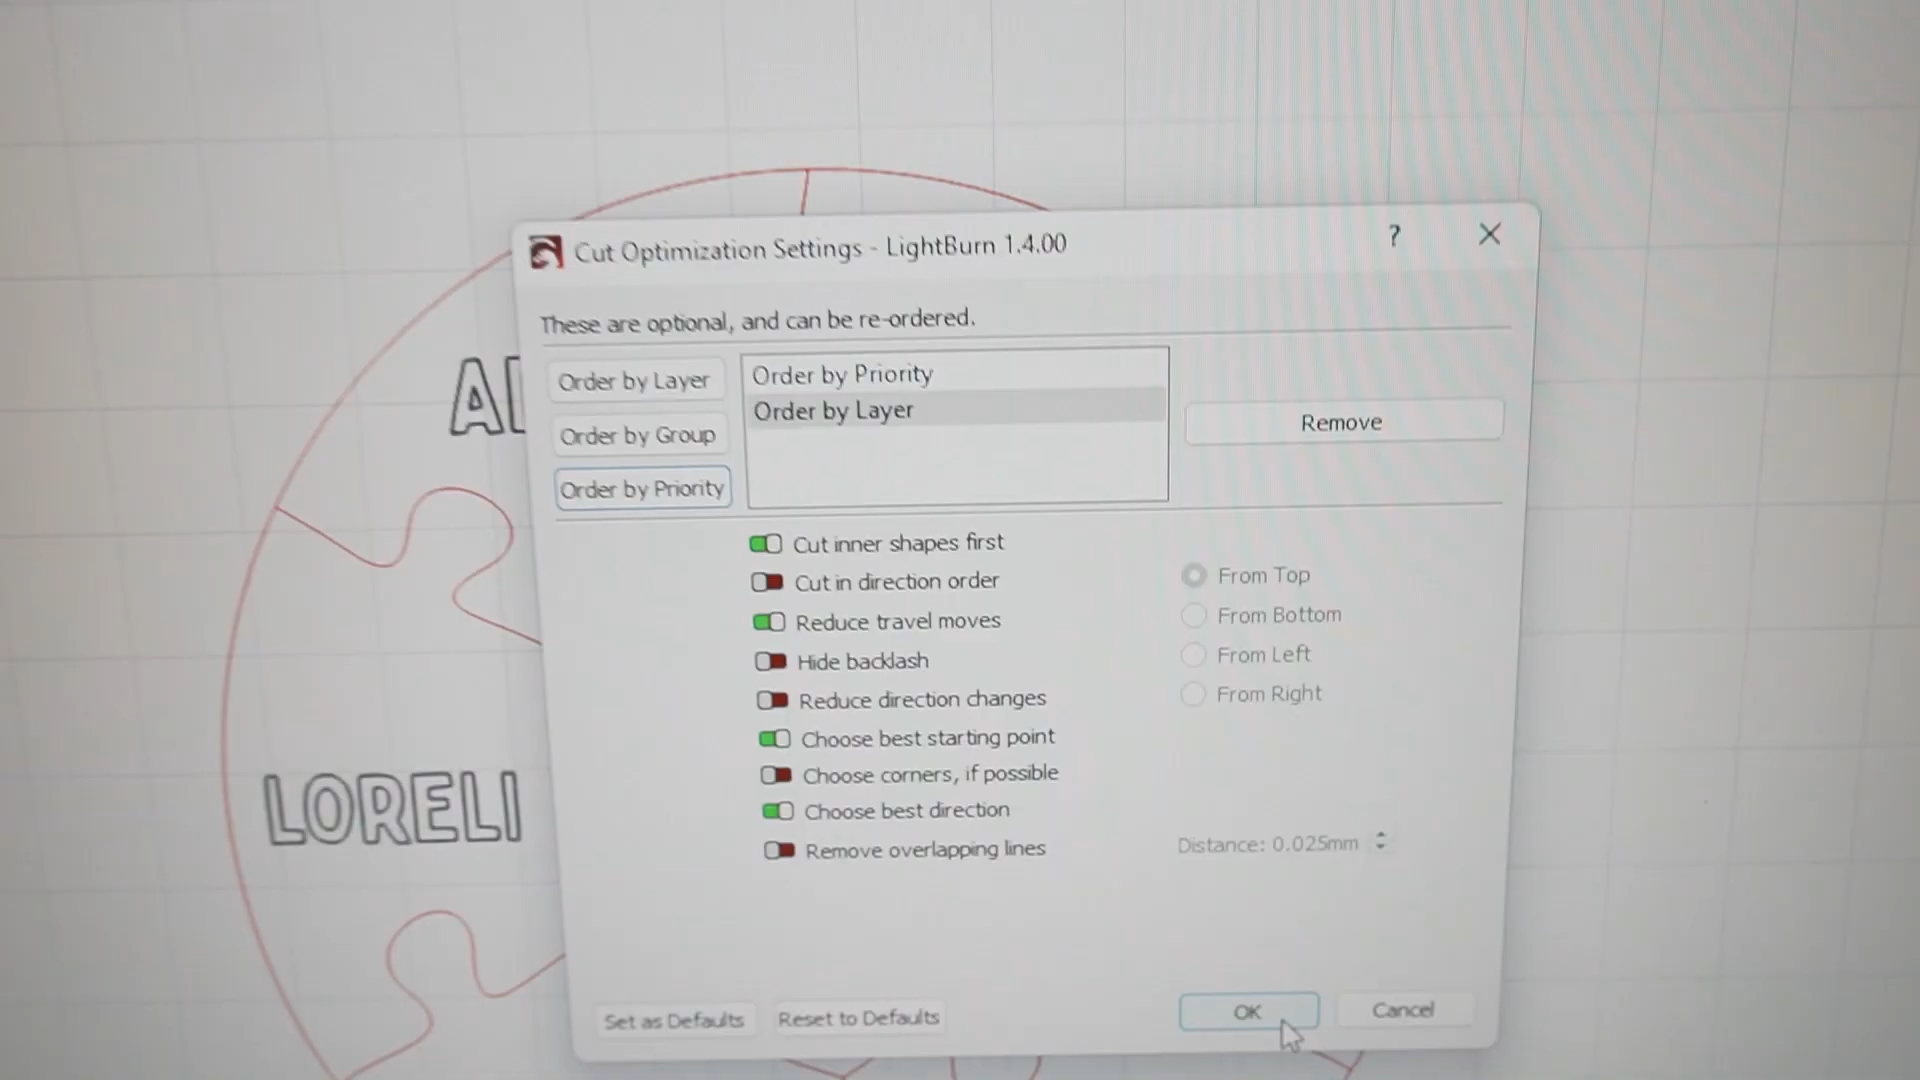 Cut Optimization Settings - LightBurn 1.4.00
?
These are optional, and can be re-ordered.
Order by Layer
Order by Group
Order by Priority
Order by Priority
Order by Layer
Remove
Cut inner shapes first
Cut in direction order
Reduce travel moves
Hide backlash
Reduce direction changes
Choose best starting point
Choose corners, if possible
Choose best direction
Remove overlapping lines
From Top
From Bottom
From Left
From Right
Distance: 0.025mm
Set as Defaults
Reset to Defaults
OK
Cancel
LORELI